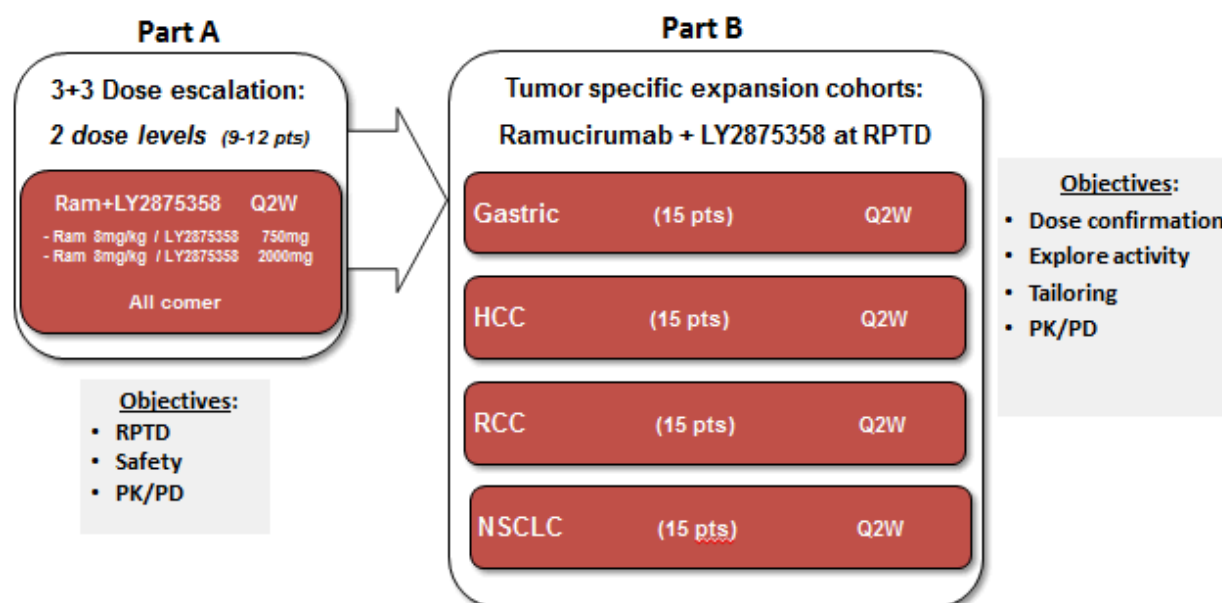 Part A
3+3 Dose escalation:
2 dose levels (9-12 pts)
Ram+LY2875358 Q2W
- Ram 8mg/kg / LY2875358 750mg
- Ram 8mg/kg / LY2875358 2000mg
All comer
Objectives:
• RPTD
• Safety
• PK/PD
Part B
Tumor specific expansion cohorts:
Ramucirumab + LY2875358 at RPTD
Gastric (15 pts) Q2W
HCC (15 pts) Q2W
RCC (15 pts) Q2W
NSCLC (15 pts) Q2W
Objectives:
• Dose confirmation
• Explore activity
• Tailoring
• PK/PD